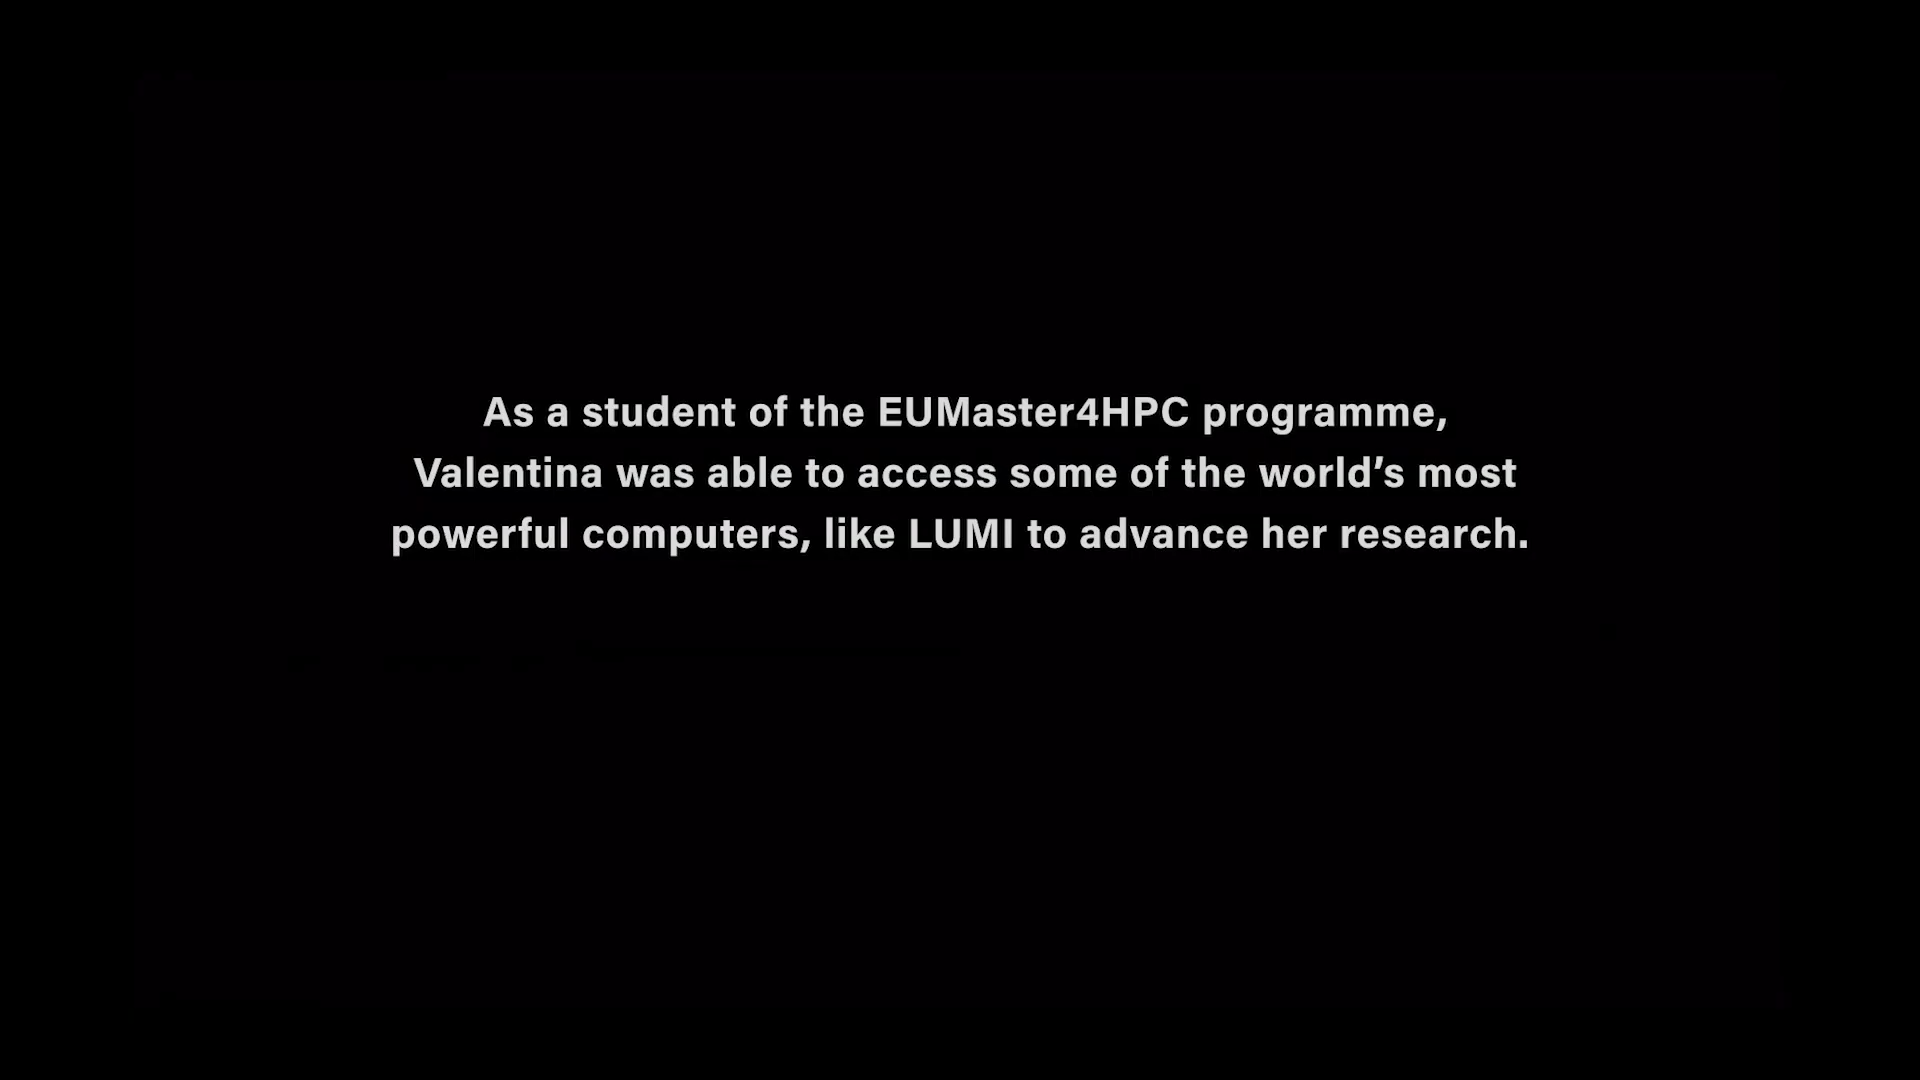 As a student of the EUMaster4HPC programme,
Valentina was able to access some of the world’s most
powerful computers, like LUMI to advance her research.